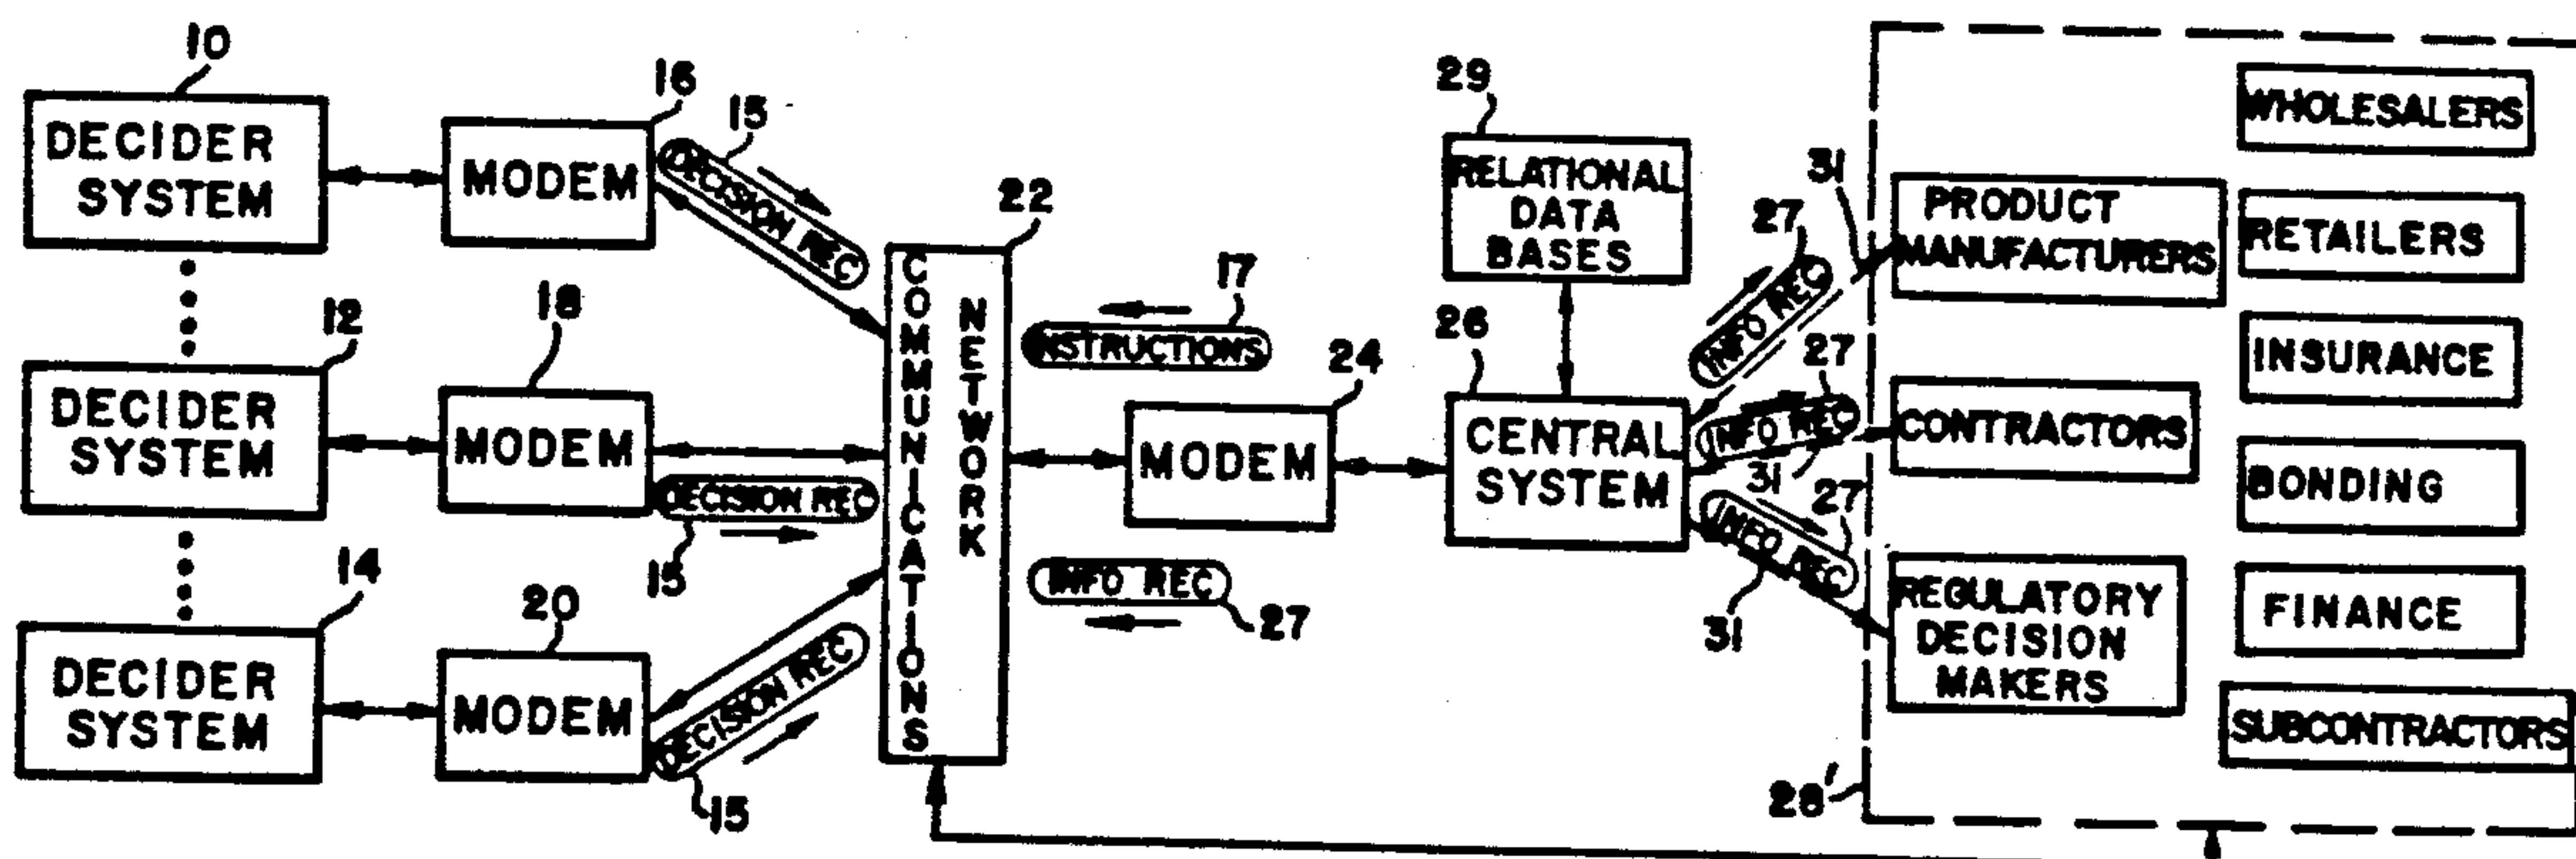 10
DECIDER
SYSTEM
16
MODEM
15
DECISION REC
12
DECIDER
SYSTEM
18
MODEM
DECISION REC
15
14
DECIDER
SYSTEM
20
MODEM
DECISION REC
15
22
COMMUNICATIONS
NETWORK
17
INSTRUCTIONS
INFO REC
27
24
MODEM
29
RELATIONAL
DATA
BASES
26
CENTRAL
SYSTEM
27
INFO REC
31
27
INFO REC
31
27
INFO REC
31
PRODUCT
MANUFACTURERS
CONTRACTORS
REGULATORY
DECISION
MAKERS
28'
WHOLESALERS
RETAILERS
INSURANCE
BONDING
FINANCE
SUBCONTRACTORS